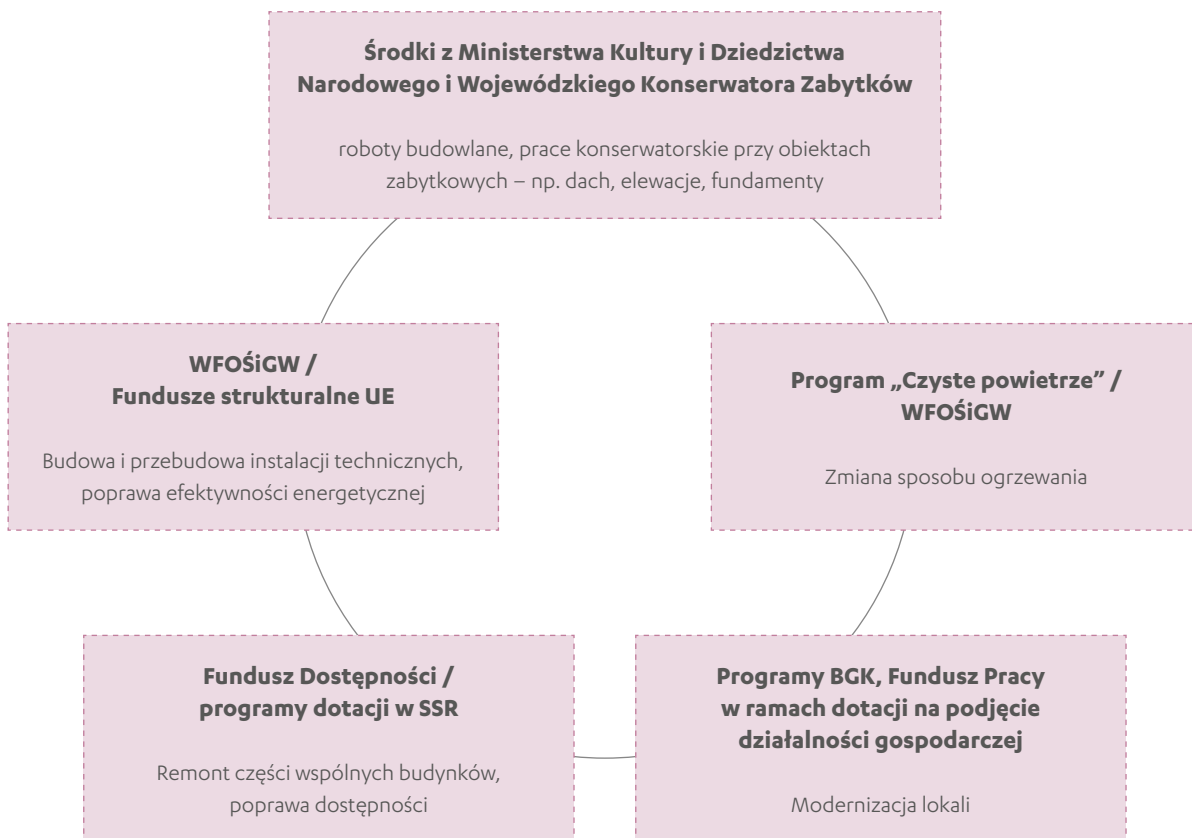 Środki z Ministerstwa Kultury i Dziedzictwa
Narodowego i Wojewódzkiego Konserwatora Zabytków
roboty budowlane, prace konserwatorskie przy obiektach
zabytkowych – np. dach, elewacje, fundamenty
WFOŚiGW /
Fundusze strukturalne UE
Budowa i przebudowa instalacji technicznych,
poprawa efektywności energetycznej
Program „Czyste powietrze” /
WFOŚiGW
Zmiana sposobu ogrzewania
Fundusz Dostępności /
programy dotacji w SSR
Remont części wspólnych budynków,
poprawa dostępności
Programy BGK, Fundusz Pracy
w ramach dotacji na podjęcie
działalności gospodarczej
Modernizacja lokali